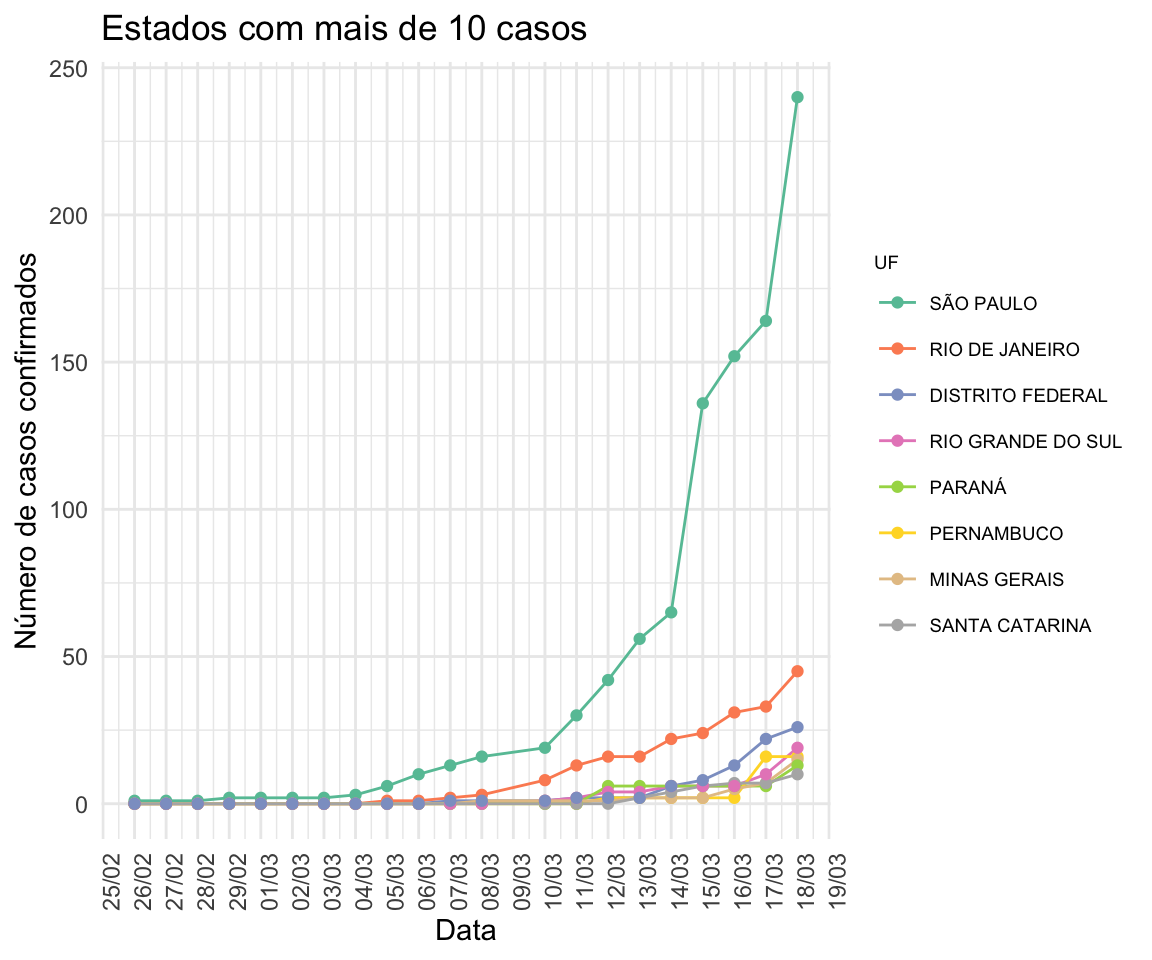 Estados com mais de 10 casos
Número de casos confirmados
250
200
150
100
50
0
25/02
26/02
27/02
28/02
29/02
01/03
02/03
03/03
04/03
05/03
06/03
07/03
08/03
09/03
10/03
11/03
12/03
13/03
14/03
15/03
16/03
17/03
18/03
19/03
Data
UF
SÃO PAULO
RIO DE JANEIRO
DISTRITO FEDERAL
RIO GRANDE DO SUL
PARANÁ
PERNAMBUCO
MINAS GERAIS
SANTA CATARINA